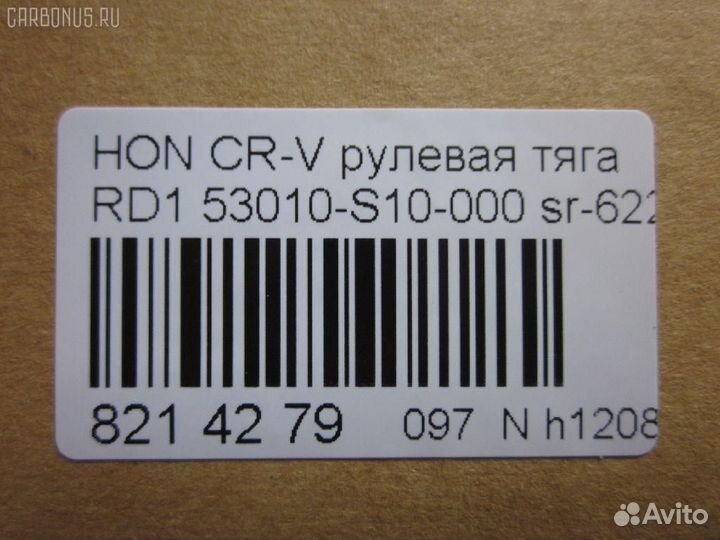 CARBONUS.RU
HON CR-V рулевая тяга
RD1 53010-S10-000 sr-622
821 42 79 097 N h1208
Avito